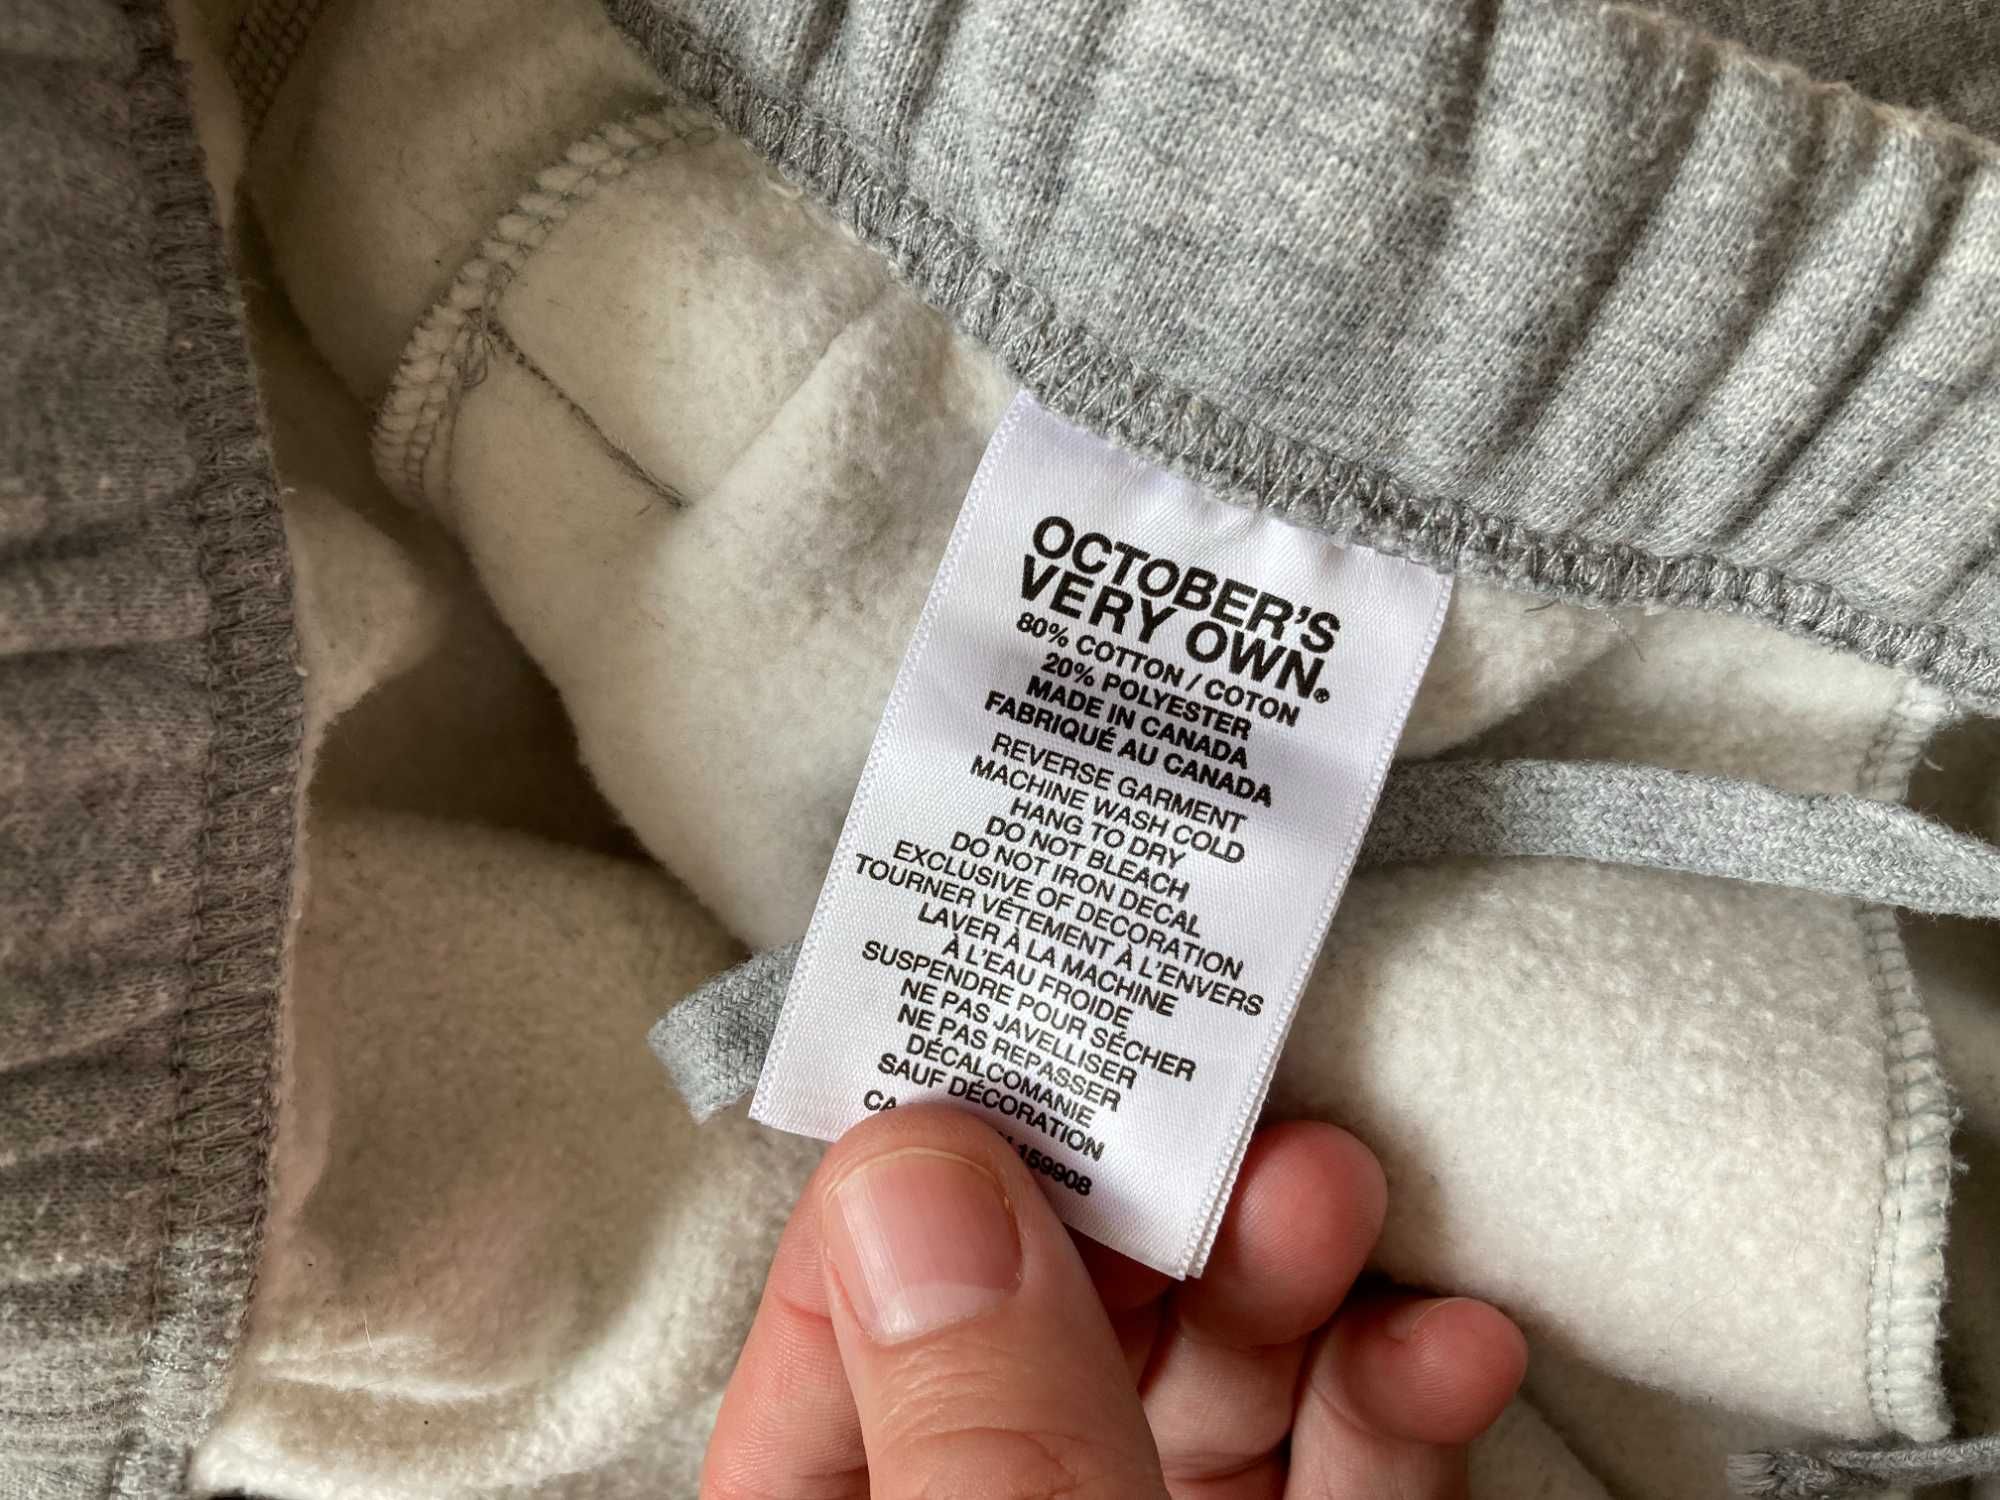 OCTOBER'S
VERY OWN.®
80% COTTON / COTON
20% POLYESTER
MADE IN CANADA
FABRIQUÉ AU CANADA
REVERSE GARMENT
MACHINE WASH COLD
HANG TO DRY
DO NOT BLEACH
DO NOT IRON DECAL
EXCLUSIVE OF DECORATION
TOURNER VÊTEMENT À L'ENVERS
LAVER À LA MACHINE
À L'EAU FROIDE
SUSPENDRE POUR SÉCHER
NE PAS JAVELLISER
NE PAS REPASSER
DÉCALCOMANIE
SAUF DÉCORATION
CA 159908